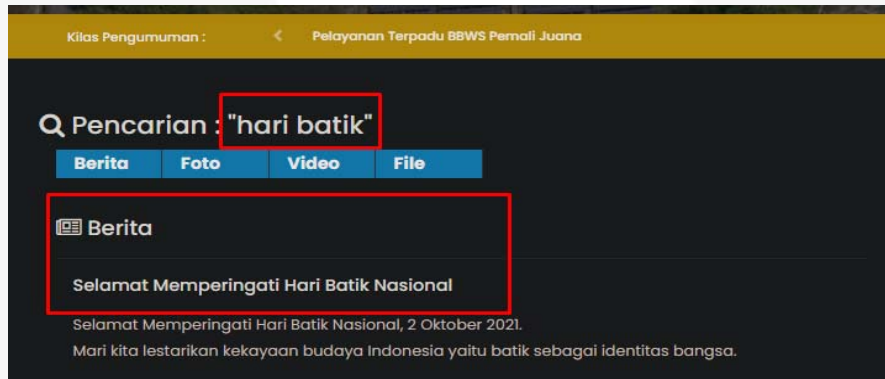 Kilas Pengumuman :
Pelayanan Terpadu BBWS Pemali Juana
Pencarian : "hari batik"
Berita Foto Video File
Berita
Selamat Memperingati Hari Batik Nasional
Selamat Memperingati Hari Batik Nasional, 2 Oktober 2021.
Mari kita lestarikan kekayaan budaya Indonesia yaitu batik sebagai identitas bangsa.